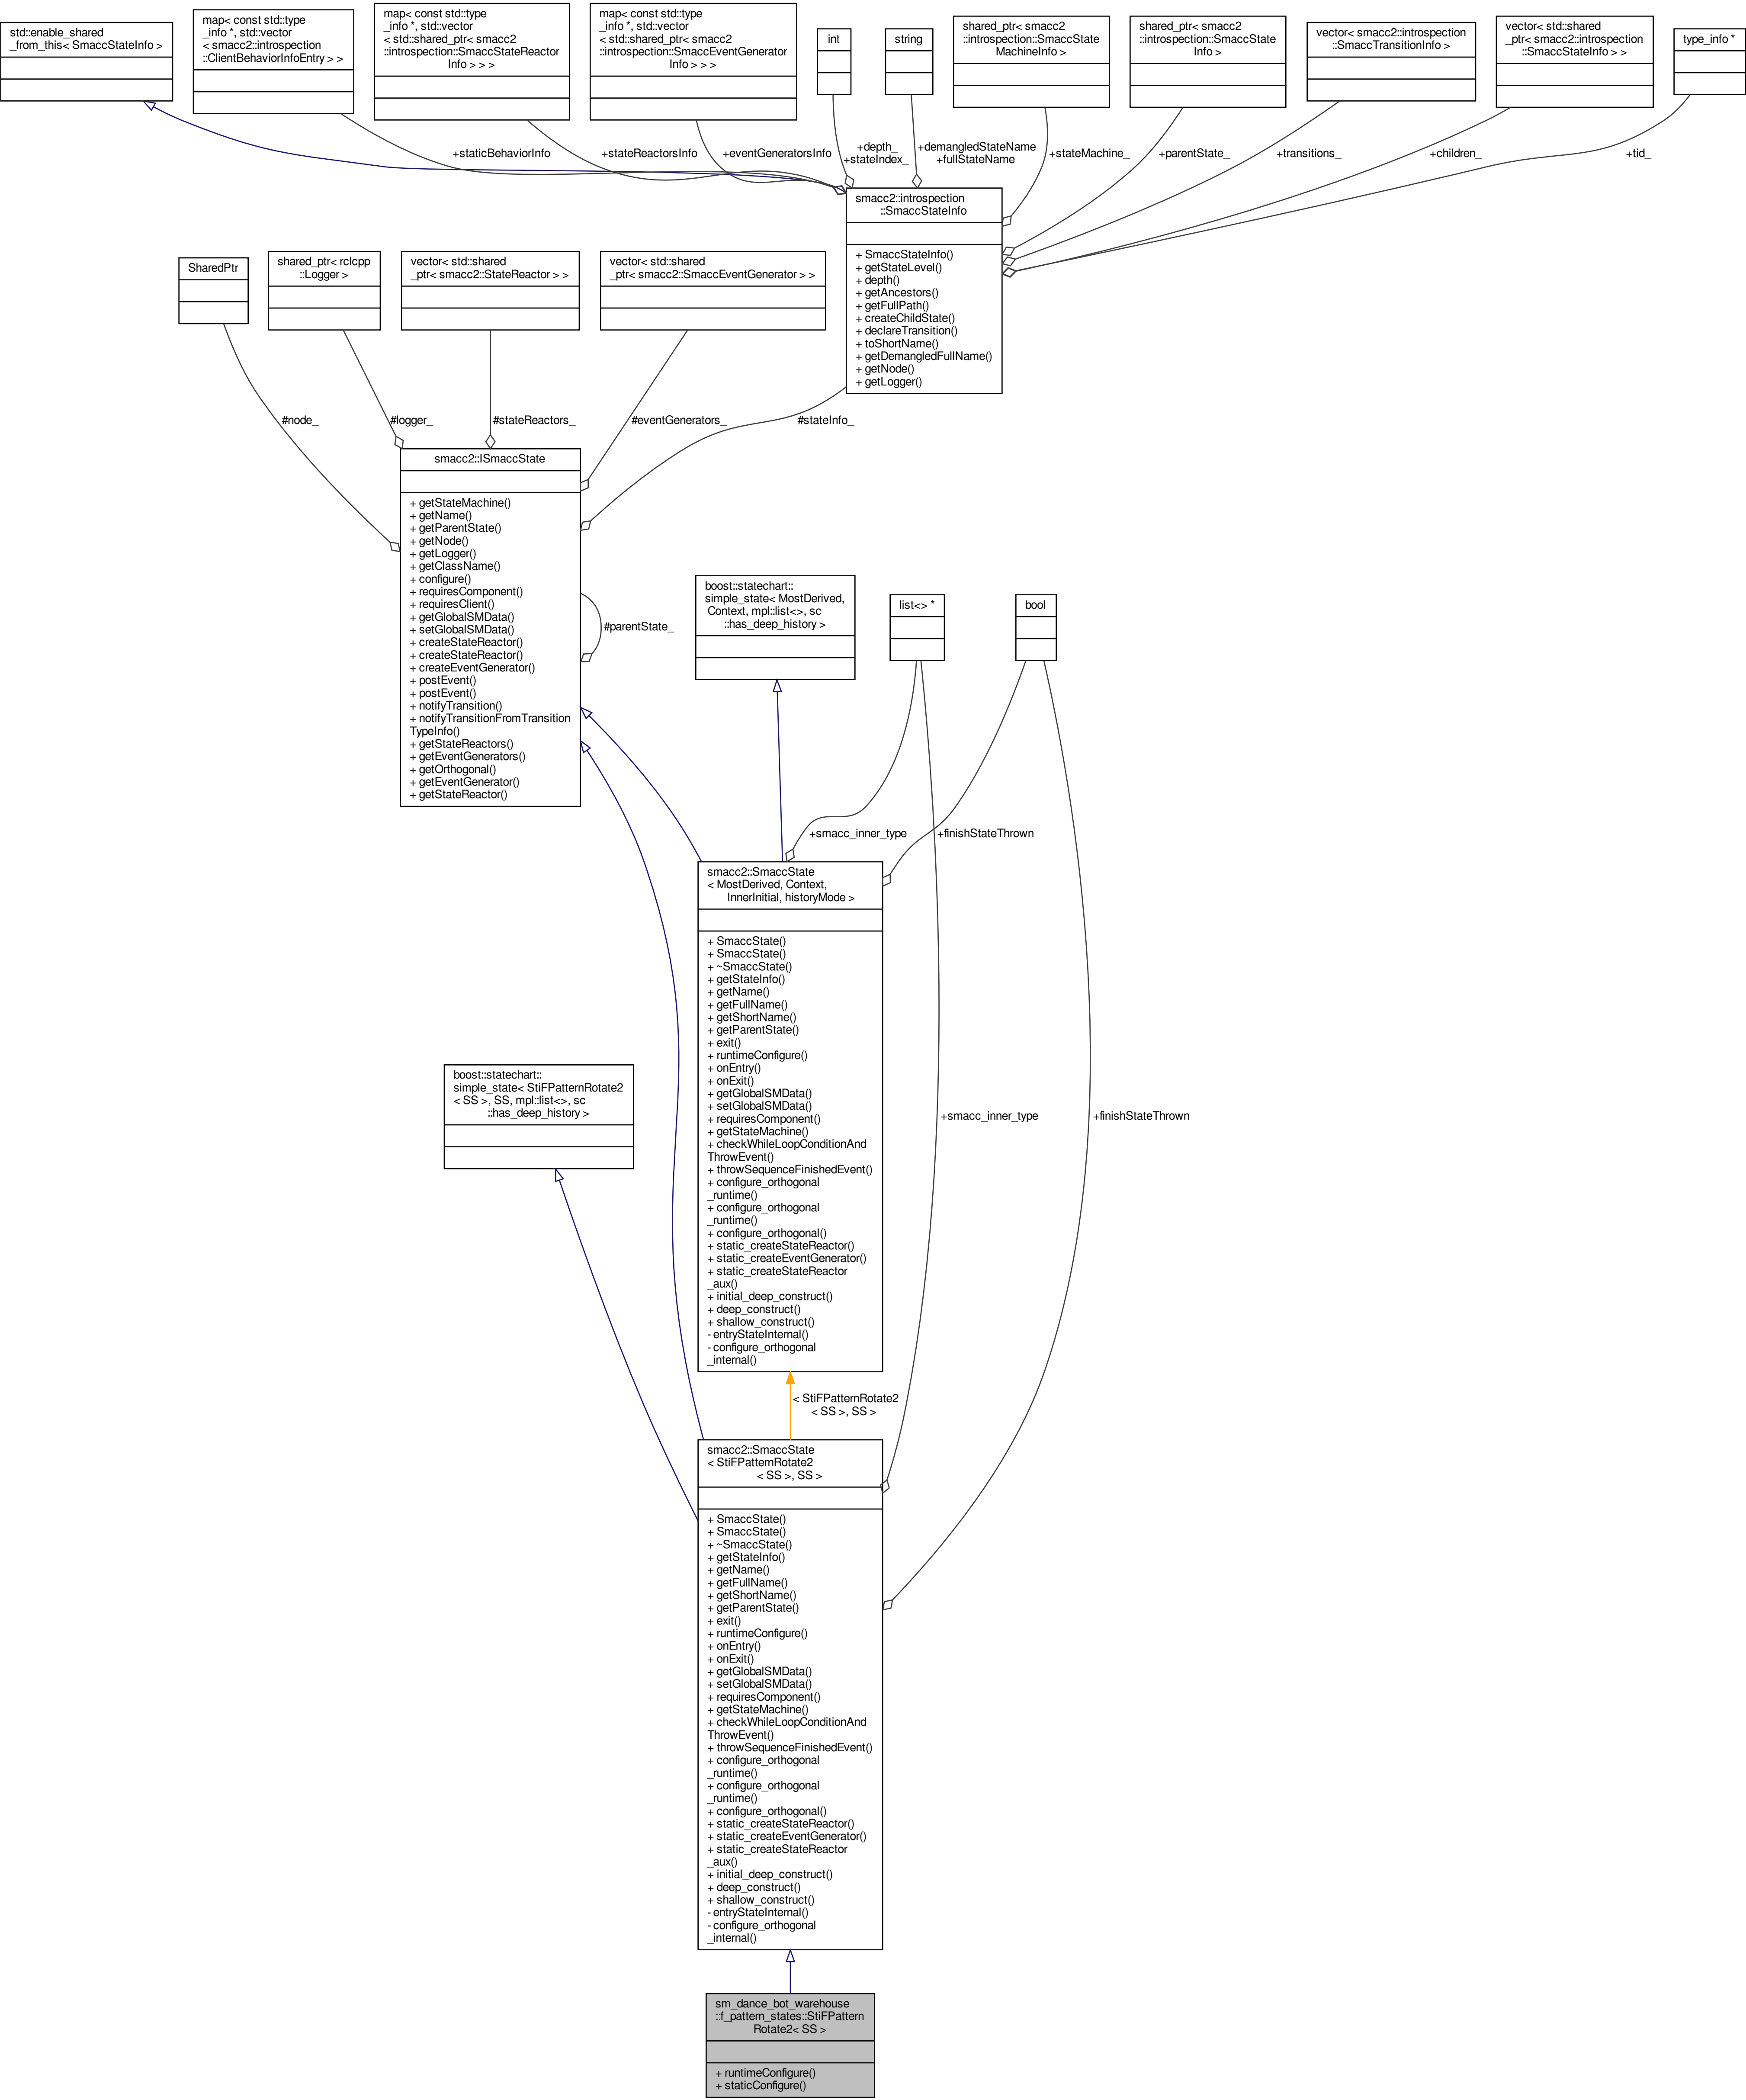 std::enable_shared
_from_this< SmaccStateInfo >
map< const std::type
_info *, std::vector
< smacc2::introspection
::ClientBehaviorInfoEntry > >
map< const std::type
_info *, std::vector
< std::shared_ptr< smacc2
::introspection::SmaccStateReactor
Info > > >
map< const std::type
_info *, std::vector
< std::shared_ptr< smacc2
::introspection::SmaccEventGenerator
Info > > >
int
string
shared_ptr< smacc2
::introspection::SmaccState
MachineInfo >
shared_ptr< smacc2
::introspection::SmaccState
Info >
vector< smacc2::introspection
::SmaccTransitionInfo >
vector< std::shared
_ptr< smacc2::introspection
::SmaccStateInfo > >
type_info *
+staticBehaviorInfo
+stateReactorsInfo
+eventGeneratorsInfo
+depth_
+stateIndex_
+demangledStateName
+fullStateName
+stateMachine_
+parentState_
+transitions_
+children_
+tid_
smacc2::introspection
::SmaccStateInfo
+ SmaccStateInfo()
+ getStateLevel()
+ depth()
+ getAncestors()
+ getFullPath()
+ createChildState()
+ declareTransition()
+ toShortName()
+ getDemangledFullName()
+ getNode()
+ getLogger()
SharedPtr
shared_ptr< rclcpp
::Logger >
vector< std::shared
_ptr< smacc2::StateReactor > >
vector< std::shared
_ptr< smacc2::SmaccEventGenerator > >
#node_
#logger_
#stateReactors_
#eventGenerators_
#stateInfo_
smacc2::ISmaccState
+ getStateMachine()
+ getName()
+ getParentState()
+ getNode()
+ getLogger()
+ getClassName()
+ configure()
+ requiresComponent()
+ requiresClient()
+ getGlobalSMData()
+ setGlobalSMData()
+ createStateReactor()
+ createStateReactor()
+ createEventGenerator()
+ postEvent()
+ postEvent()
+ notifyTransition()
+ notifyTransitionFromTransition
TypeInfo()
+ getStateReactors()
+ getEventGenerators()
+ getOrthogonal()
+ getEventGenerator()
+ getStateReactor()
#parentState_
boost::statechart::
simple_state< MostDerived,
Context, mpl::list<>, sc
::has_deep_history >
list<> *
bool
+smacc_inner_type
+finishStateThrown
smacc2::SmaccState
< MostDerived, Context,
InnerInitial, historyMode >
+ SmaccState()
+ SmaccState()
+ ~SmaccState()
+ getStateInfo()
+ getName()
+ getFullName()
+ getShortName()
+ getParentState()
+ exit()
+ runtimeConfigure()
+ onEntry()
+ onExit()
+ getGlobalSMData()
+ setGlobalSMData()
+ requiresComponent()
+ getStateMachine()
+ checkWhileLoopConditionAnd
ThrowEvent()
+ throwSequenceFinishedEvent()
+ configure_orthogonal
_runtime()
+ configure_orthogonal
_runtime()
+ configure_orthogonal()
+ static_createStateReactor()
+ static_createEventGenerator()
+ static_createStateReactor
_aux()
+ initial_deep_construct()
+ deep_construct()
+ shallow_construct()
- entryStateInternal()
- configure_orthogonal
_internal()
boost::statechart::
simple_state< StiFPatternRotate2
< SS >, SS, mpl::list<>, sc
::has_deep_history >
+smacc_inner_type
+finishStateThrown
< StiFPatternRotate2
< SS >, SS >
smacc2::SmaccState
< StiFPatternRotate2
< SS >, SS >
+ SmaccState()
+ SmaccState()
+ ~SmaccState()
+ getStateInfo()
+ getName()
+ getFullName()
+ getShortName()
+ getParentState()
+ exit()
+ runtimeConfigure()
+ onEntry()
+ onExit()
+ getGlobalSMData()
+ setGlobalSMData()
+ requiresComponent()
+ getStateMachine()
+ checkWhileLoopConditionAnd
ThrowEvent()
+ throwSequenceFinishedEvent()
+ configure_orthogonal
_runtime()
+ configure_orthogonal
_runtime()
+ configure_orthogonal()
+ static_createStateReactor()
+ static_createEventGenerator()
+ static_createStateReactor
_aux()
+ initial_deep_construct()
+ deep_construct()
+ shallow_construct()
- entryStateInternal()
- configure_orthogonal
_internal()
sm_dance_bot_warehouse
::f_pattern_states::StiFPattern
Rotate2< SS >
+ runtimeConfigure()
+ staticConfigure()